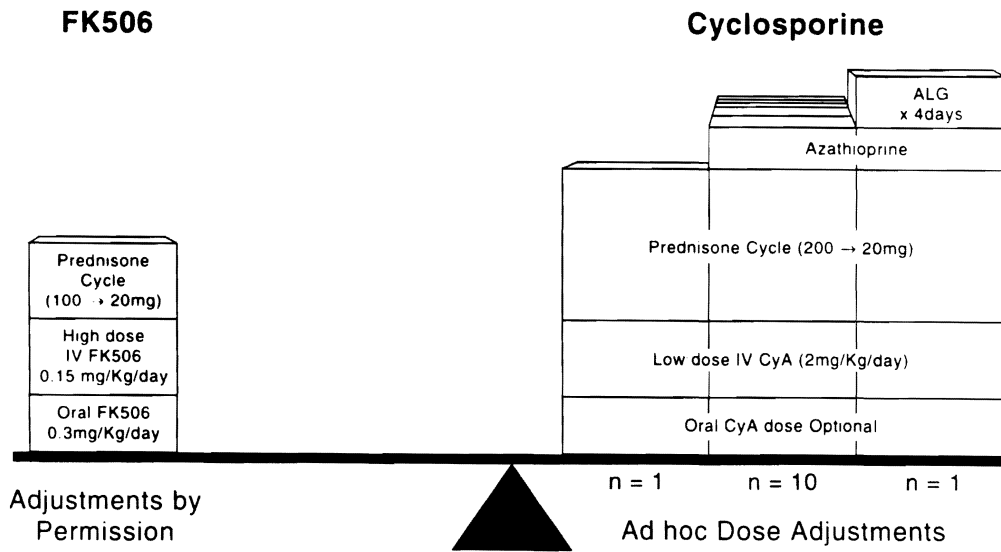 FK506
Cyclosporine
Prednisone
Cycle
(100 → 20mg)
High dose
IV FK506
0.15 mg/Kg/day
Oral FK506
0.3mg/Kg/day
ALG
x 4days
Azathioprine
Prednisone Cycle (200 → 20mg)
Low dose IV CyA (2mg/Kg/day)
Oral CyA dose Optional
n = 1
n = 10
n = 1
Adjustments by
Permission
Ad hoc Dose Adjustments